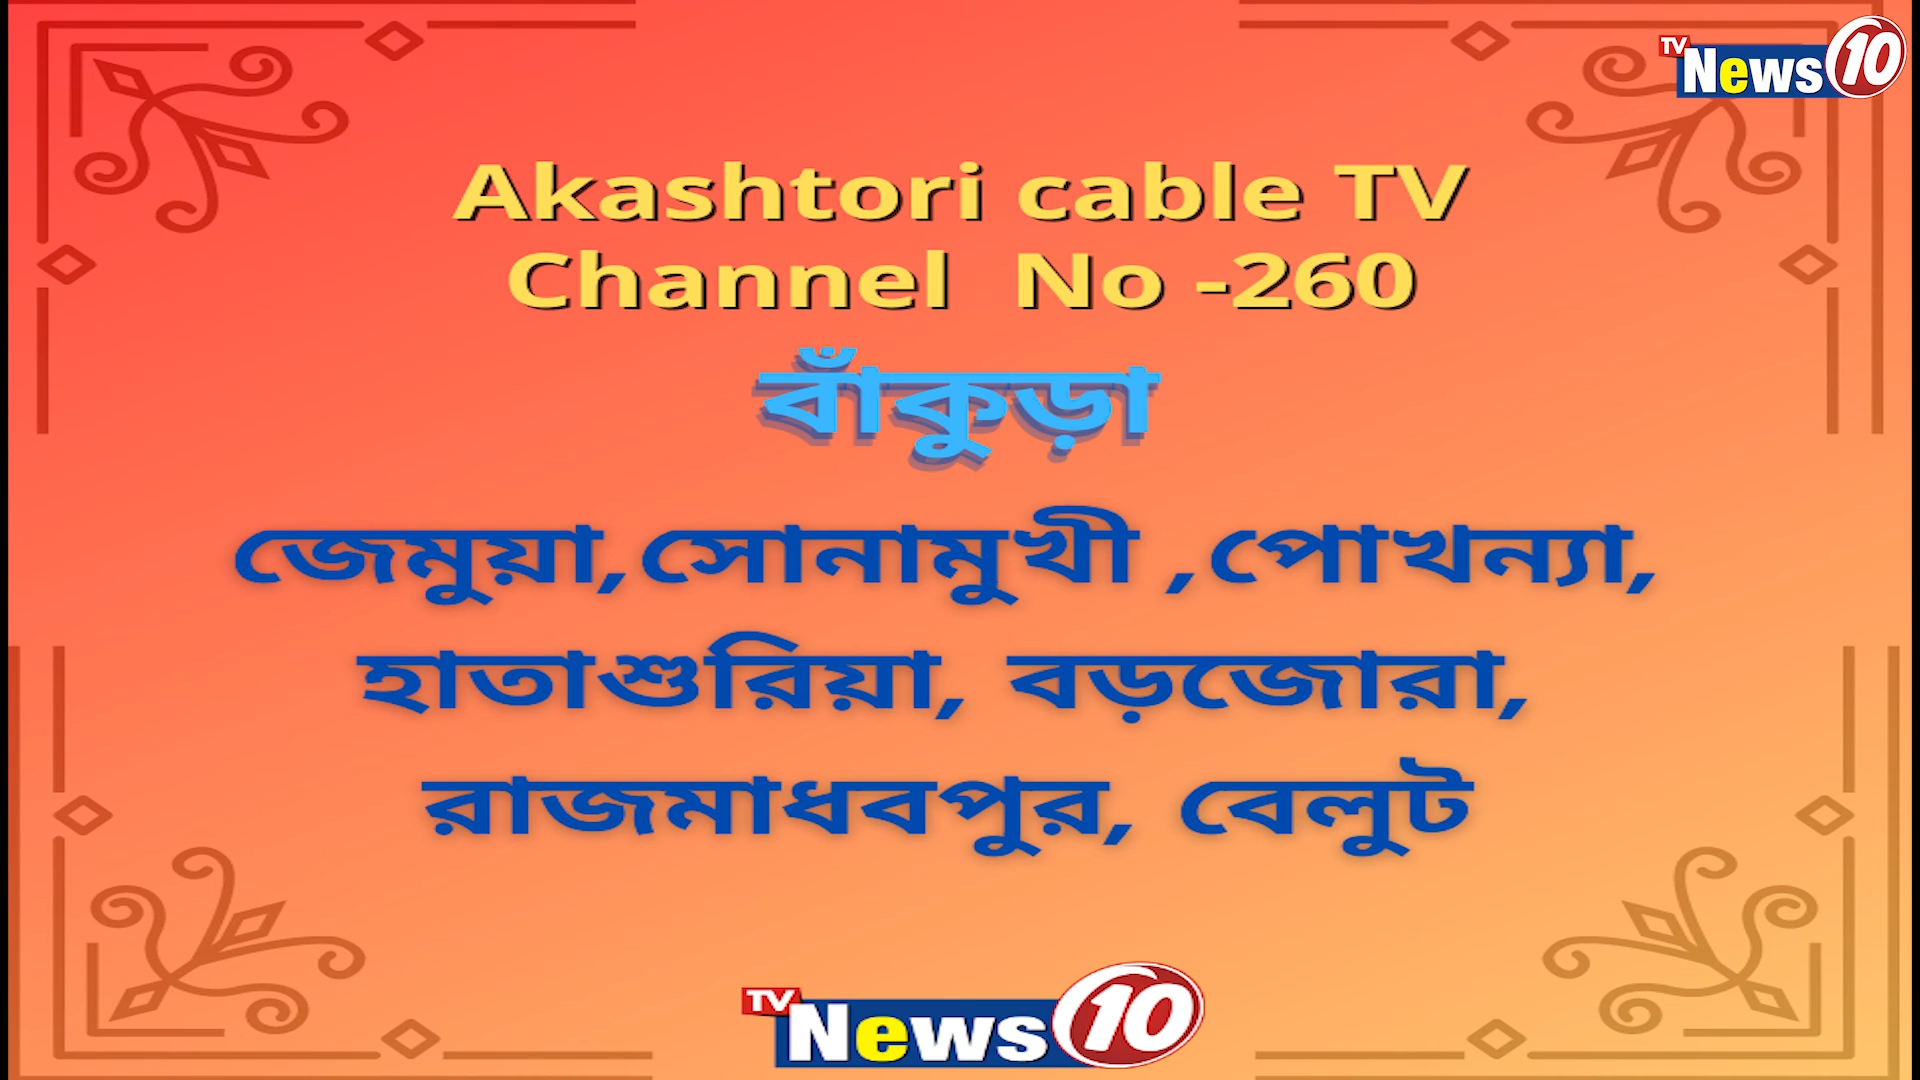 TV News 10
Akashtori cable TV
Channel No -260
বাঁকুড়া
জেমুয়া,সোনামুখী ,পোখন্যা,
হাতাশুরিয়া, বড়জোরা,
রাজমাধবপুর, বেলুট
TV News 10